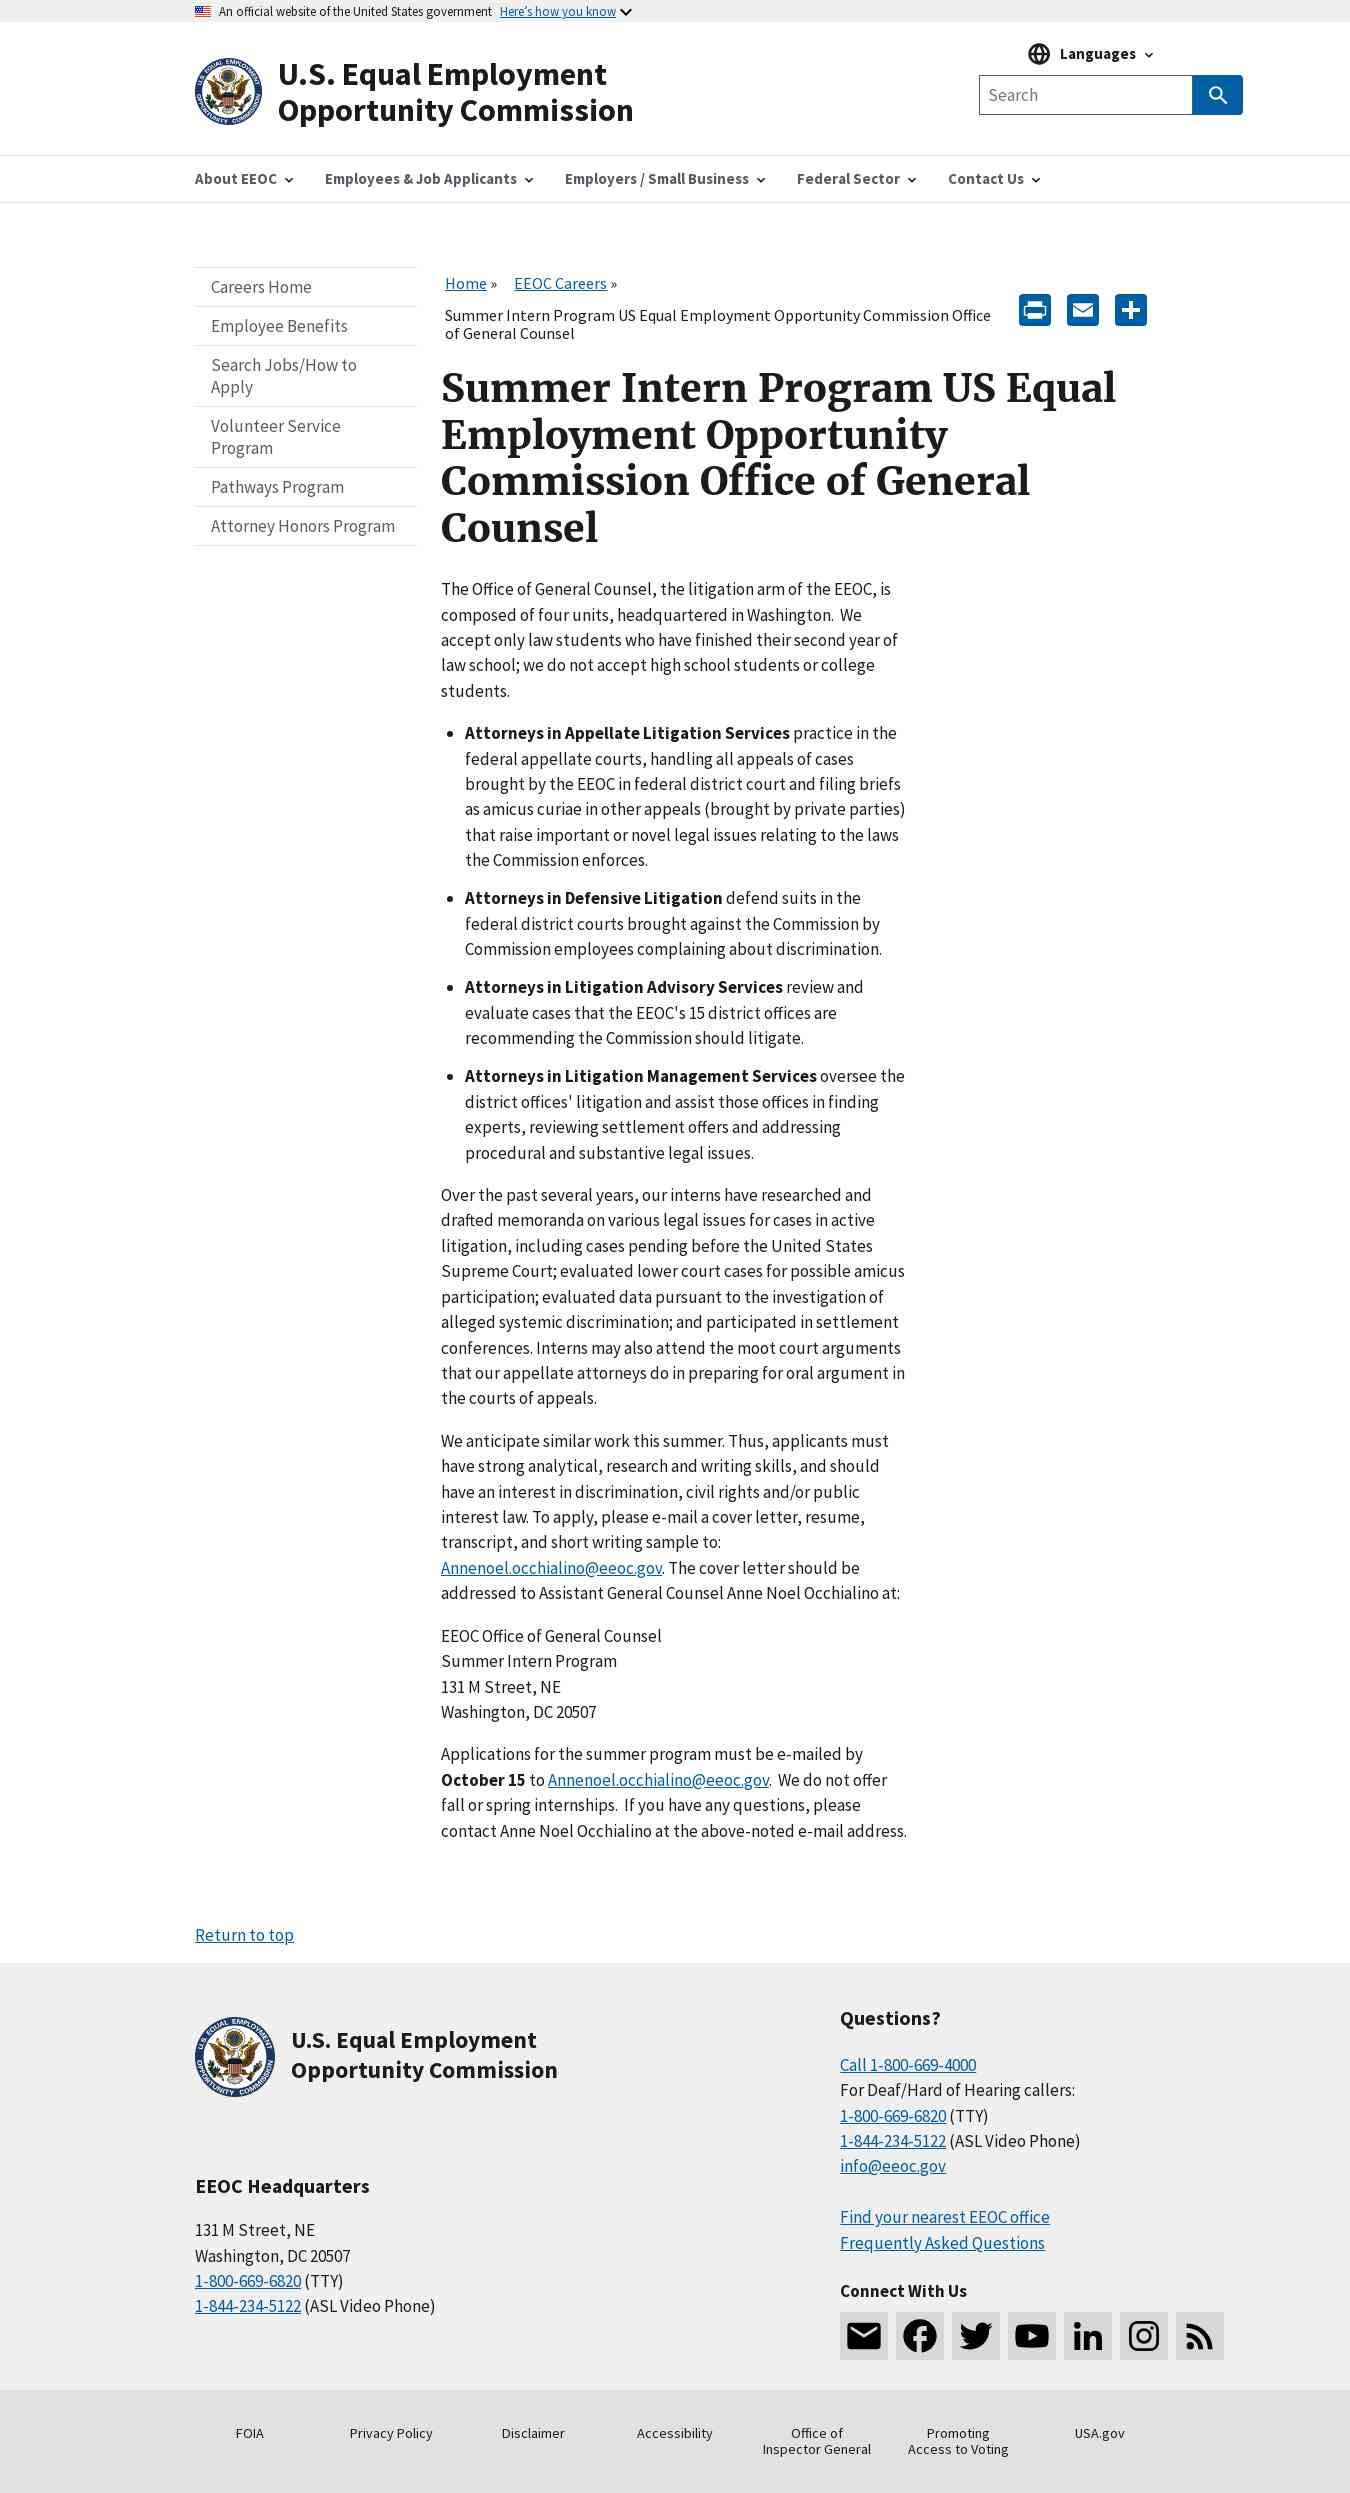 An official website of the United States government Here's how you know
U.S. Equal Employment
Opportunity Commission
Languages
Search
About EEOC
Employees & Job Applicants
Employers / Small Business
Federal Sector
Contact Us
Careers Home
Employee Benefits
Search Jobs/How to
Apply
Volunteer Service
Program
Pathways Program
Attorney Honors Program
Home » EEOC Careers »
Summer Intern Program US Equal Employment Opportunity Commission Office
of General Counsel
Summer Intern Program US Equal
Employment Opportunity
Commission Office of General
Counsel
The Office of General Counsel, the litigation arm of the EEOC, is
composed of four units, headquartered in Washington.  We
accept only law students who have finished their second year of
law school; we do not accept high school students or college
students.
• Attorneys in Appellate Litigation Services practice in the
federal appellate courts, handling all appeals of cases
brought by the EEOC in federal district court and filing briefs
as amicus curiae in other appeals (brought by private parties)
that raise important or novel legal issues relating to the laws
the Commission enforces.
• Attorneys in Defensive Litigation defend suits in the
federal district courts brought against the Commission by
Commission employees complaining about discrimination.
• Attorneys in Litigation Advisory Services review and
evaluate cases that the EEOC's 15 district offices are
recommending the Commission should litigate.
• Attorneys in Litigation Management Services oversee the
district offices' litigation and assist those offices in finding
experts, reviewing settlement offers and addressing
procedural and substantive legal issues.
Over the past several years, our interns have researched and
drafted memoranda on various legal issues for cases in active
litigation, including cases pending before the United States
Supreme Court; evaluated lower court cases for possible amicus
participation; evaluated data pursuant to the investigation of
alleged systemic discrimination; and participated in settlement
conferences. Interns may also attend the moot court arguments
that our appellate attorneys do in preparing for oral argument in
the courts of appeals.
We anticipate similar work this summer. Thus, applicants must
have strong analytical, research and writing skills, and should
have an interest in discrimination, civil rights and/or public
interest law. To apply, please e-mail a cover letter, resume,
transcript, and short writing sample to:
Annenoel.occhialino@eeoc.gov. The cover letter should be
addressed to Assistant General Counsel Anne Noel Occhialino at:
EEOC Office of General Counsel
Summer Intern Program
131 M Street, NE
Washington, DC 20507
Applications for the summer program must be e-mailed by
October 15 to Annenoel.occhialino@eeoc.gov.  We do not offer
fall or spring internships.  If you have any questions, please
contact Anne Noel Occhialino at the above-noted e-mail address.
Return to top
U.S. Equal Employment
Opportunity Commission
EEOC Headquarters
131 M Street, NE
Washington, DC 20507
1-800-669-6820 (TTY)
1-844-234-5122 (ASL Video Phone)
Questions?
Call 1-800-669-4000
For Deaf/Hard of Hearing callers:
1-800-669-6820 (TTY)
1-844-234-5122 (ASL Video Phone)
info@eeoc.gov
Find your nearest EEOC office
Frequently Asked Questions
Connect With Us
FOIA
Privacy Policy
Disclaimer
Accessibility
Office of
Inspector General
Promoting
Access to Voting
USA.gov